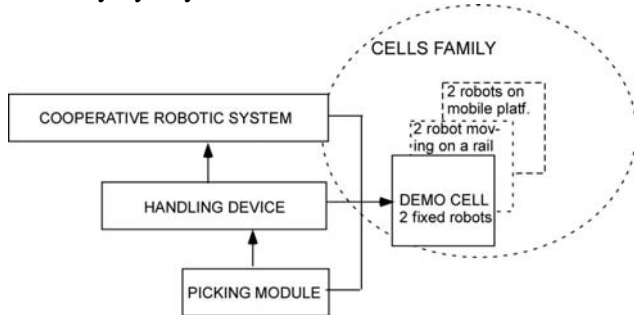 CELLS FAMILY
2 robots on
mobile platf.
COOPERATIVE ROBOTIC SYSTEM
2 robot mov-
ing on a rail
HANDLING DEVICE
DEMO CELL
2 fixed robots
PICKING MODULE